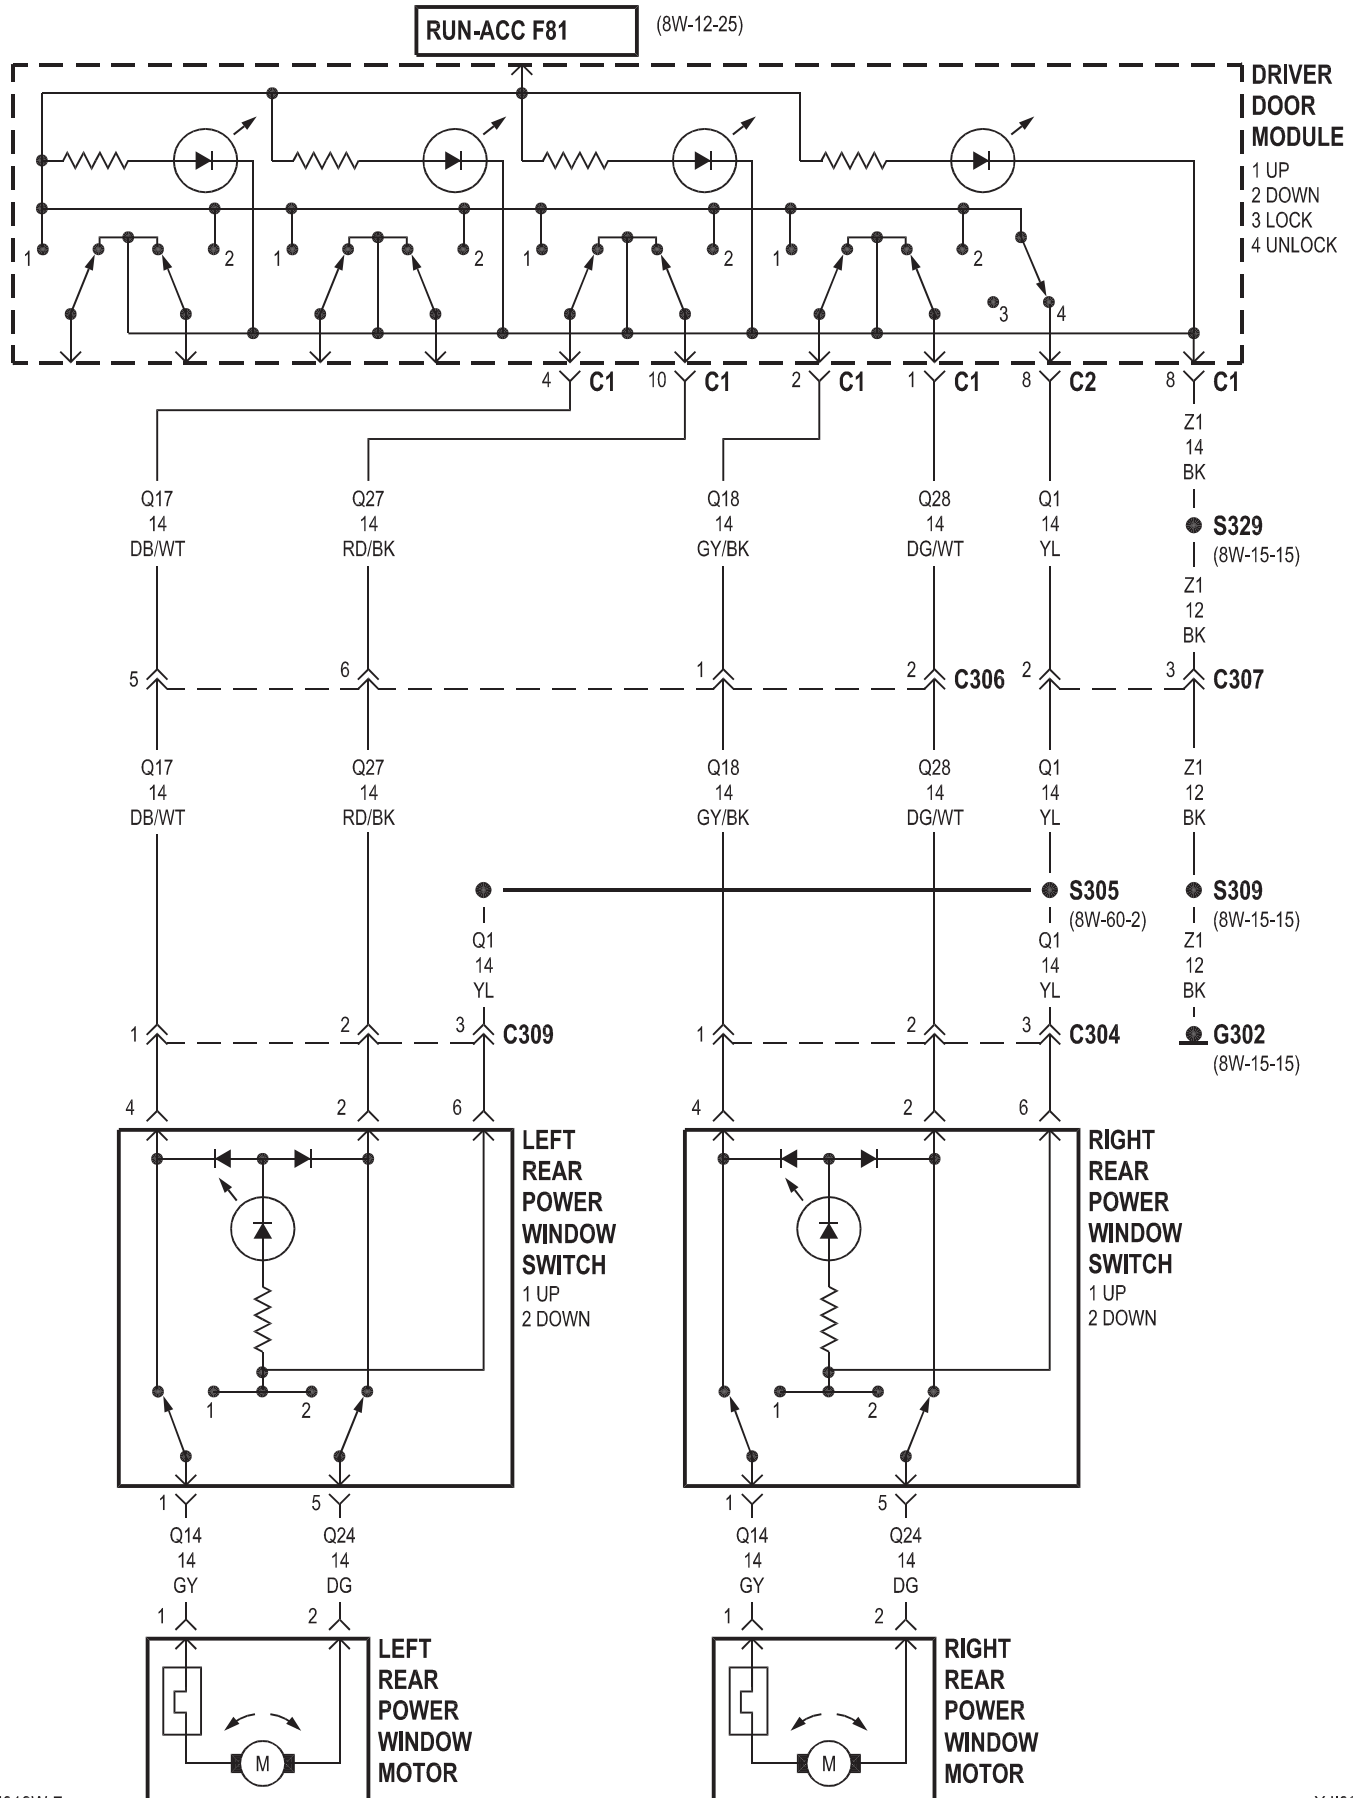 RUN-ACC F81
(8W-12-25)
DRIVER
DOOR
MODULE
1 UP
2 DOWN
3 LOCK
4 UNLOCK
1 2 1 2 1 2 1 2
3 4
4 C1 10 C1 2 C1 1 C1 8 C2 8 C1
Z1
14
BK
Q17 Q27 Q18 Q28 Q1
14 14 14 14 14
DB/WT RD/BK GY/BK DG/WT YL
S329
(8W-15-15)
Z1
12
BK
5 6 1 2 C306 2 3 C307
Q17 Q27 Q18 Q28 Q1 Z1
14 14 14 14 14 12
DB/WT RD/BK GY/BK DG/WT YL BK
S305 S309
(8W-60-2) (8W-15-15)
Q1 Q1 Z1
14 14 12
YL YL BK
1 2 3 C309 1 2 3 C304 G302
(8W-15-15)
4 2 6 4 2 6
LEFT
REAR
POWER
WINDOW
SWITCH
1 UP
2 DOWN
RIGHT
REAR
POWER
WINDOW
SWITCH
1 UP
2 DOWN
1 2 1 2
1 5 1 5
Q14 Q24 Q14 Q24
14 14 14 14
GY DG GY DG
1 2 1 2
LEFT
REAR
POWER
WINDOW
MOTOR
M
RIGHT
REAR
POWER
WINDOW
MOTOR
M